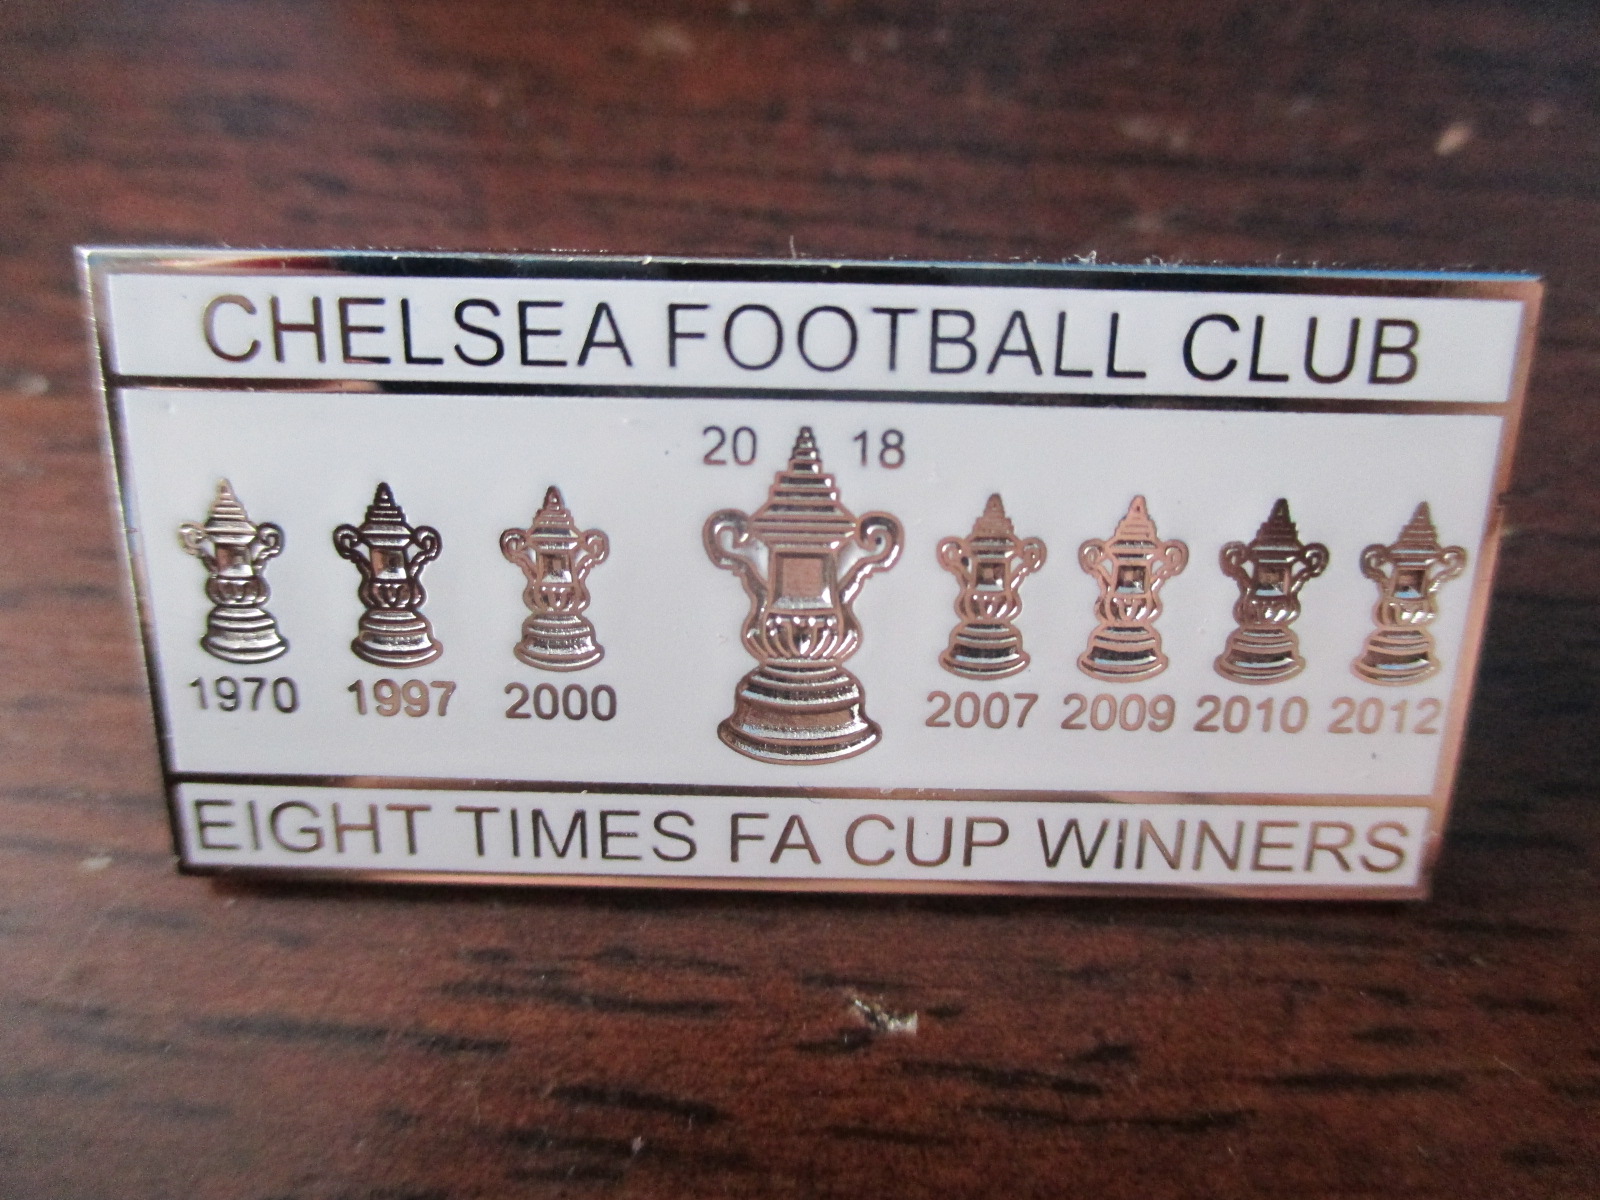 CHELSEA FOOTBALL CLUB
20 18
1970 1997 2000 2007 2009 2010 2012
EIGHT TIMES FA CUP WINNERS